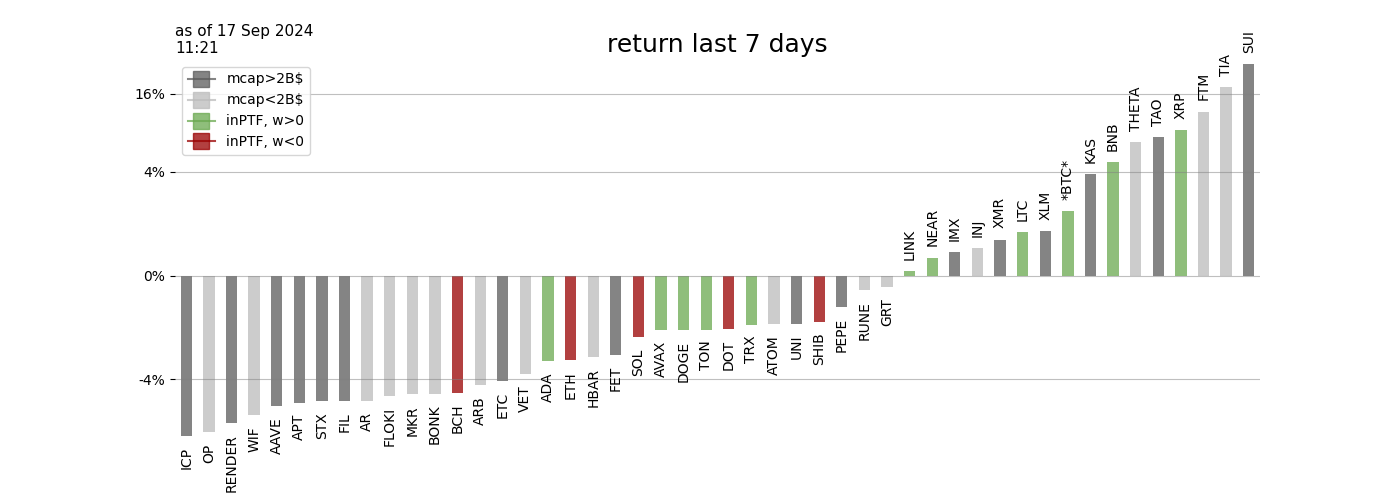 as of 17 Sep 2024
11:21
return last 7 days
mcap>2B$
mcap<2B$
inPTF, w>0
inPTF, w<0
16%
4%
0%
-4%
ICP
OP
RENDER
WIF
AAVE
APT
STX
FIL
AR
FLOKI
MKR
BONK
BCH
ARB
ETC
VET
ADA
ETH
HBAR
FET
SOL
AVAX
DOGE
TON
DOT
TRX
ATOM
UNI
SHIB
PEPE
RUNE
GRT
LINK
NEAR
IMX
INJ
XMR
LTC
XLM
*BTC*
KAS
BNB
THETA
TAO
XRP
FTM
TIA
SUI